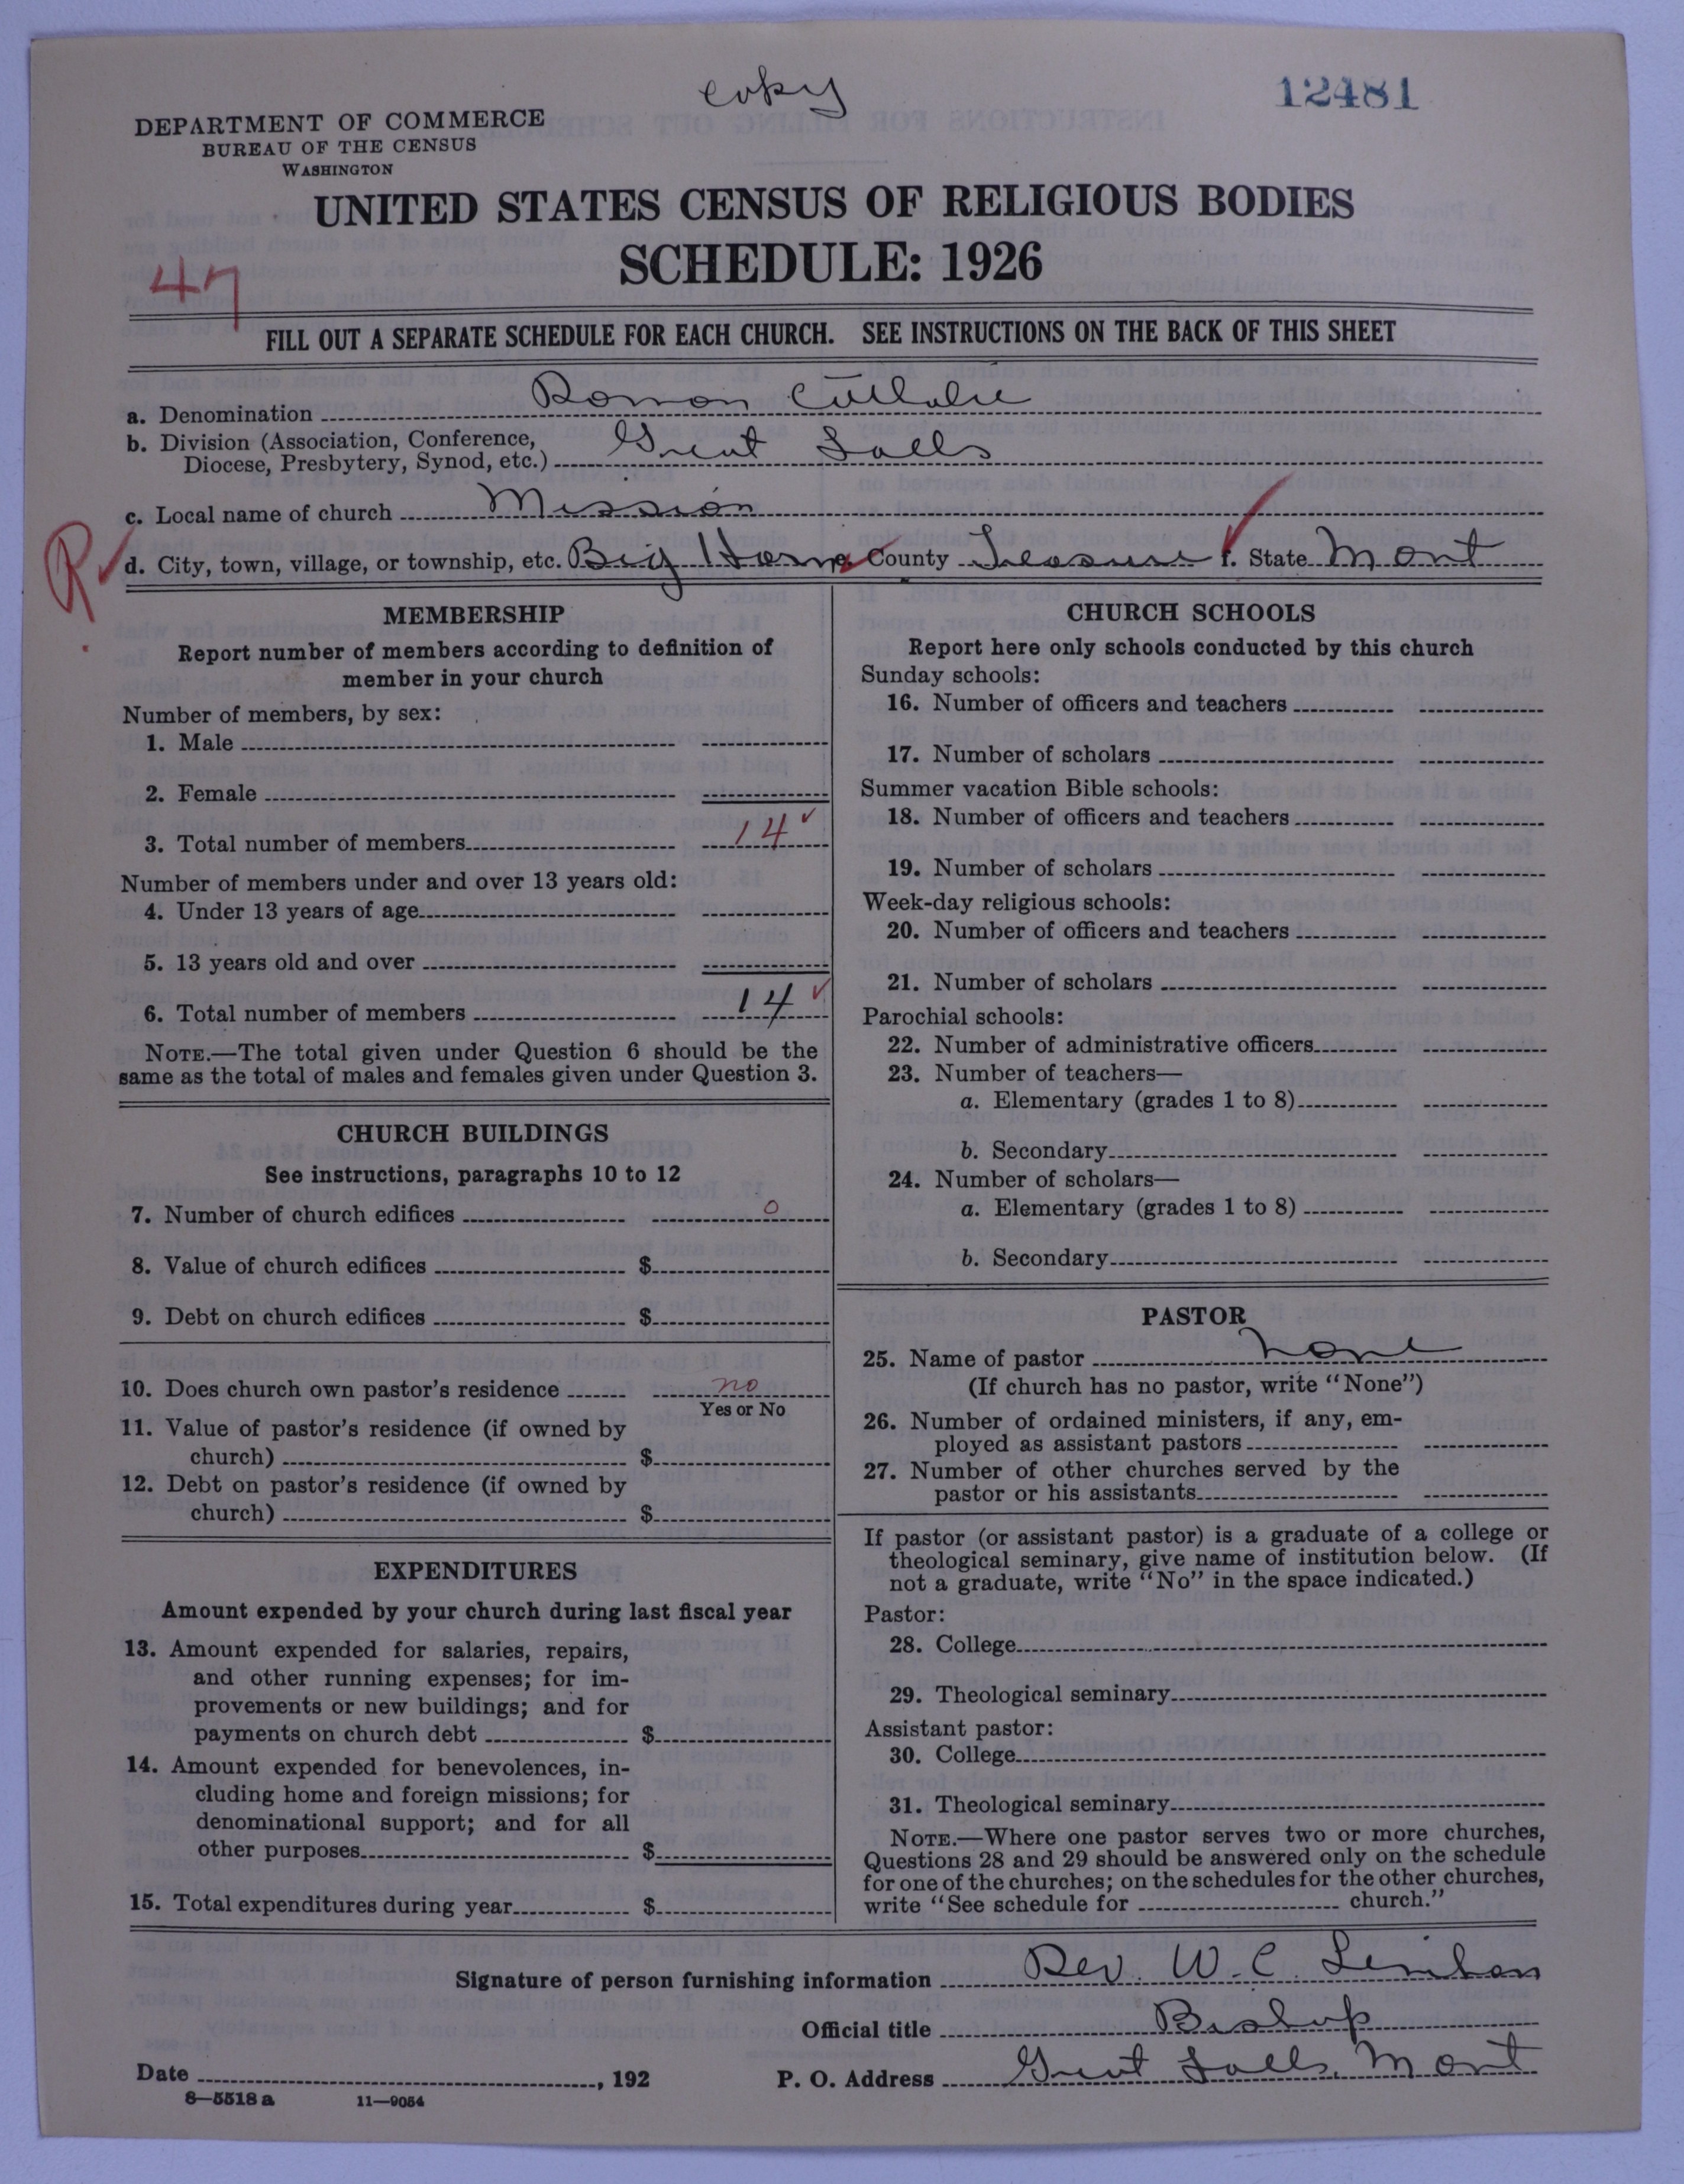 copy
12481
DEPARTMENT OF COMMERCE
BUREAU OF THE CENSUS
WASHINGTON
UNITED STATES CENSUS OF RELIGIOUS BODIES
SCHEDULE: 1926
47
FILL OUT A SEPARATE SCHEDULE FOR EACH CHURCH. SEE INSTRUCTIONS ON THE BACK OF THIS SHEET
a. Denomination Roman Catholic
b. Division (Association, Conference,
Diocese, Presbytery, Synod, etc.) Great Falls
c. Local name of church Mission
R
d. City, town, village, or township, etc. Big Horn e. County Treasure f. State Mont
MEMBERSHIP
Report number of members according to definition of
member in your church
Number of members, by sex:
1. Male
2. Female
3. Total number of members 14 ✓
Number of members under and over 13 years old:
4. Under 13 years of age
5. 13 years old and over
6. Total number of members 14 ✓
NOTE.—The total given under Question 6 should be the
same as the total of males and females given under Question 3.
CHURCH BUILDINGS
See instructions, paragraphs 10 to 12
7. Number of church edifices 0
8. Value of church edifices $
9. Debt on church edifices $
10. Does church own pastor's residence no
Yes or No
11. Value of pastor's residence (if owned by
church) $
12. Debt on pastor's residence (if owned by
church) $
EXPENDITURES
Amount expended by your church during last fiscal year
13. Amount expended for salaries, repairs,
and other running expenses; for im-
provements or new buildings; and for
payments on church debt $
14. Amount expended for benevolences, in-
cluding home and foreign missions; for
denominational support; and for all
other purposes $
15. Total expenditures during year $
CHURCH SCHOOLS
Report here only schools conducted by this church
Sunday schools:
16. Number of officers and teachers
17. Number of scholars
Summer vacation Bible schools:
18. Number of officers and teachers
19. Number of scholars
Week-day religious schools:
20. Number of officers and teachers
21. Number of scholars
Parochial schools:
22. Number of administrative officers
23. Number of teachers—
a. Elementary (grades 1 to 8)
b. Secondary
24. Number of scholars—
a. Elementary (grades 1 to 8)
b. Secondary
PASTOR
25. Name of pastor None
(If church has no pastor, write "None")
26. Number of ordained ministers, if any, em-
ployed as assistant pastors
27. Number of other churches served by the
pastor or his assistants
If pastor (or assistant pastor) is a graduate of a college or
theological seminary, give name of institution below. (If
not a graduate, write "No" in the space indicated.)
Pastor:
28. College
29. Theological seminary
Assistant pastor:
30. College
31. Theological seminary
NOTE.—Where one pastor serves two or more churches,
Questions 28 and 29 should be answered only on the schedule
for one of the churches; on the schedules for the other churches,
write "See schedule for church."
Signature of person furnishing information Rev. W. C. Lenihan
Official title Bishop
Date , 192 P. O. Address Great Falls, Mont
8—5518 a 11—9054